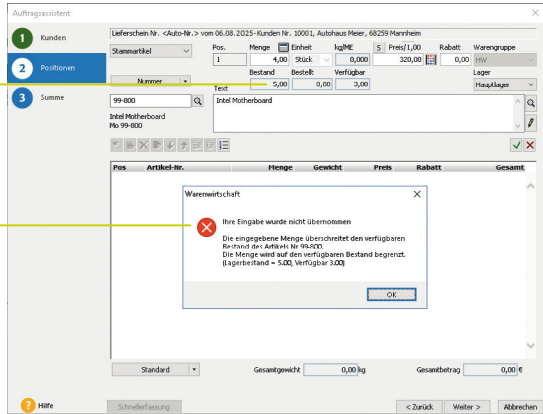 Auftragsassistent
1 Kunden
2 Positionen
3 Summe
Lieferschein Nr. <Auto-Nr.> vom 06.08.2025-Kunden Nr. 10001, Autohaus Meier, 68259 Mannheim
Stammartikel
Pos. Menge Einheit kg/ME S Preis/1,00 Rabatt Warengruppe
1 4,00 Stück 0,000 320,00 0,00 HW
Bestand Bestellt Verfügbar Lager
Nummer 5,00 0,00 3,00 Hauptlager
Text
99-800 Intel Motherboard
Intel Motherboard
Mo 99-800
Pos Artikel-Nr. Menge Gewicht Preis Rabatt Gesamt
Warenwirtschaft
Ihre Eingabe wurde nicht übernommen
Die eingegebene Menge überschreitet den verfügbaren
Bestand des Artikels Nr 99-800.
Die Menge wird auf den verfügbaren Bestand begrenzt.
(Lagerbestand = 5.00, Verfügbar 3.00)
OK
Standard Gesamtgewicht 0,00 kg Gesamtbetrag 0,00 €
? Hilfe Schnellerfassung < Zurück Weiter > Abbrechen